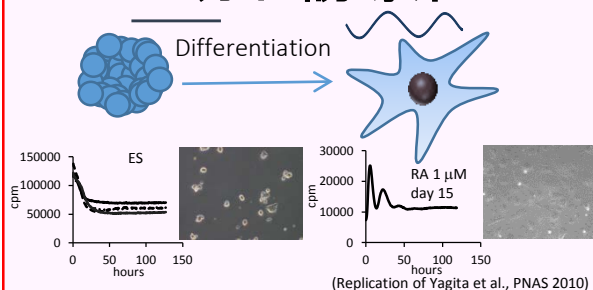 Differentiation
ES
150000
100000
50000
0
cpm
0 50 100 150
hours
RA 1 μM
day 15
30000
20000
10000
0
cpm
0 50 100 150
hours
(Replication of Yagita et al., PNAS 2010)